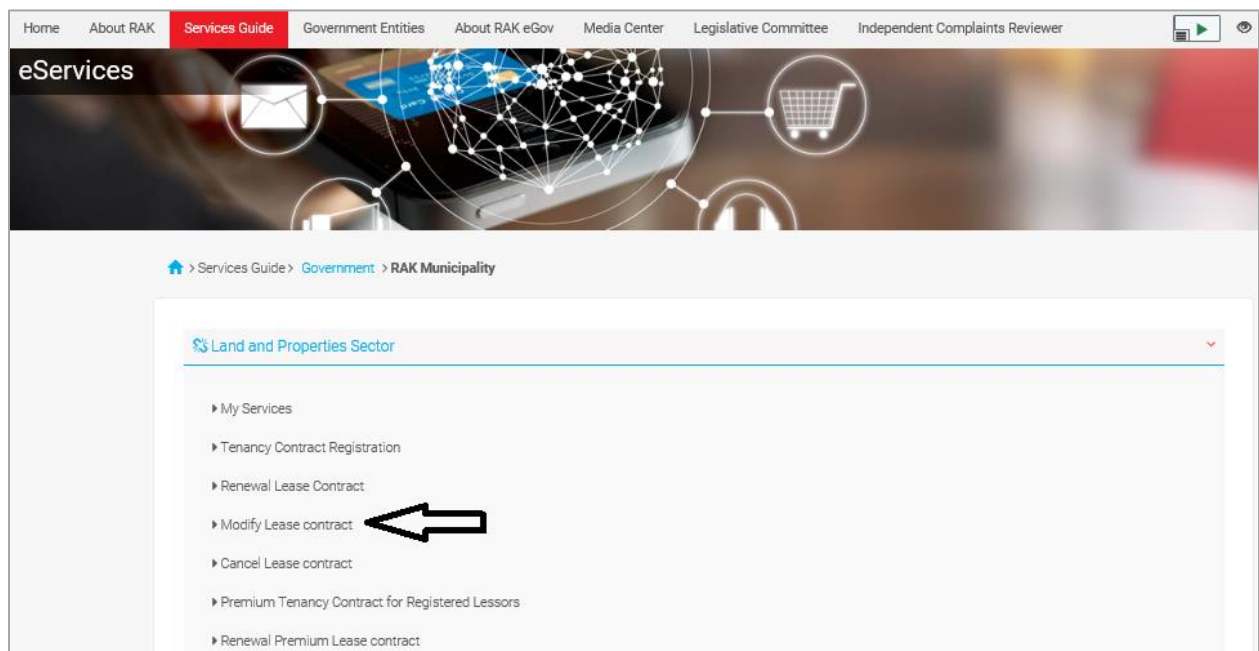 Home About RAK Services Guide Government Entities About RAK eGov Media Center Legislative Committee Independent Complaints Reviewer
eServices
> Services Guide > Government > RAK Municipality
Land and Properties Sector
My Services
Tenancy Contract Registration
Renewal Lease Contract
Modify Lease contract
Cancel Lease contract
Premium Tenancy Contract for Registered Lessors
Renewal Premium Lease contract